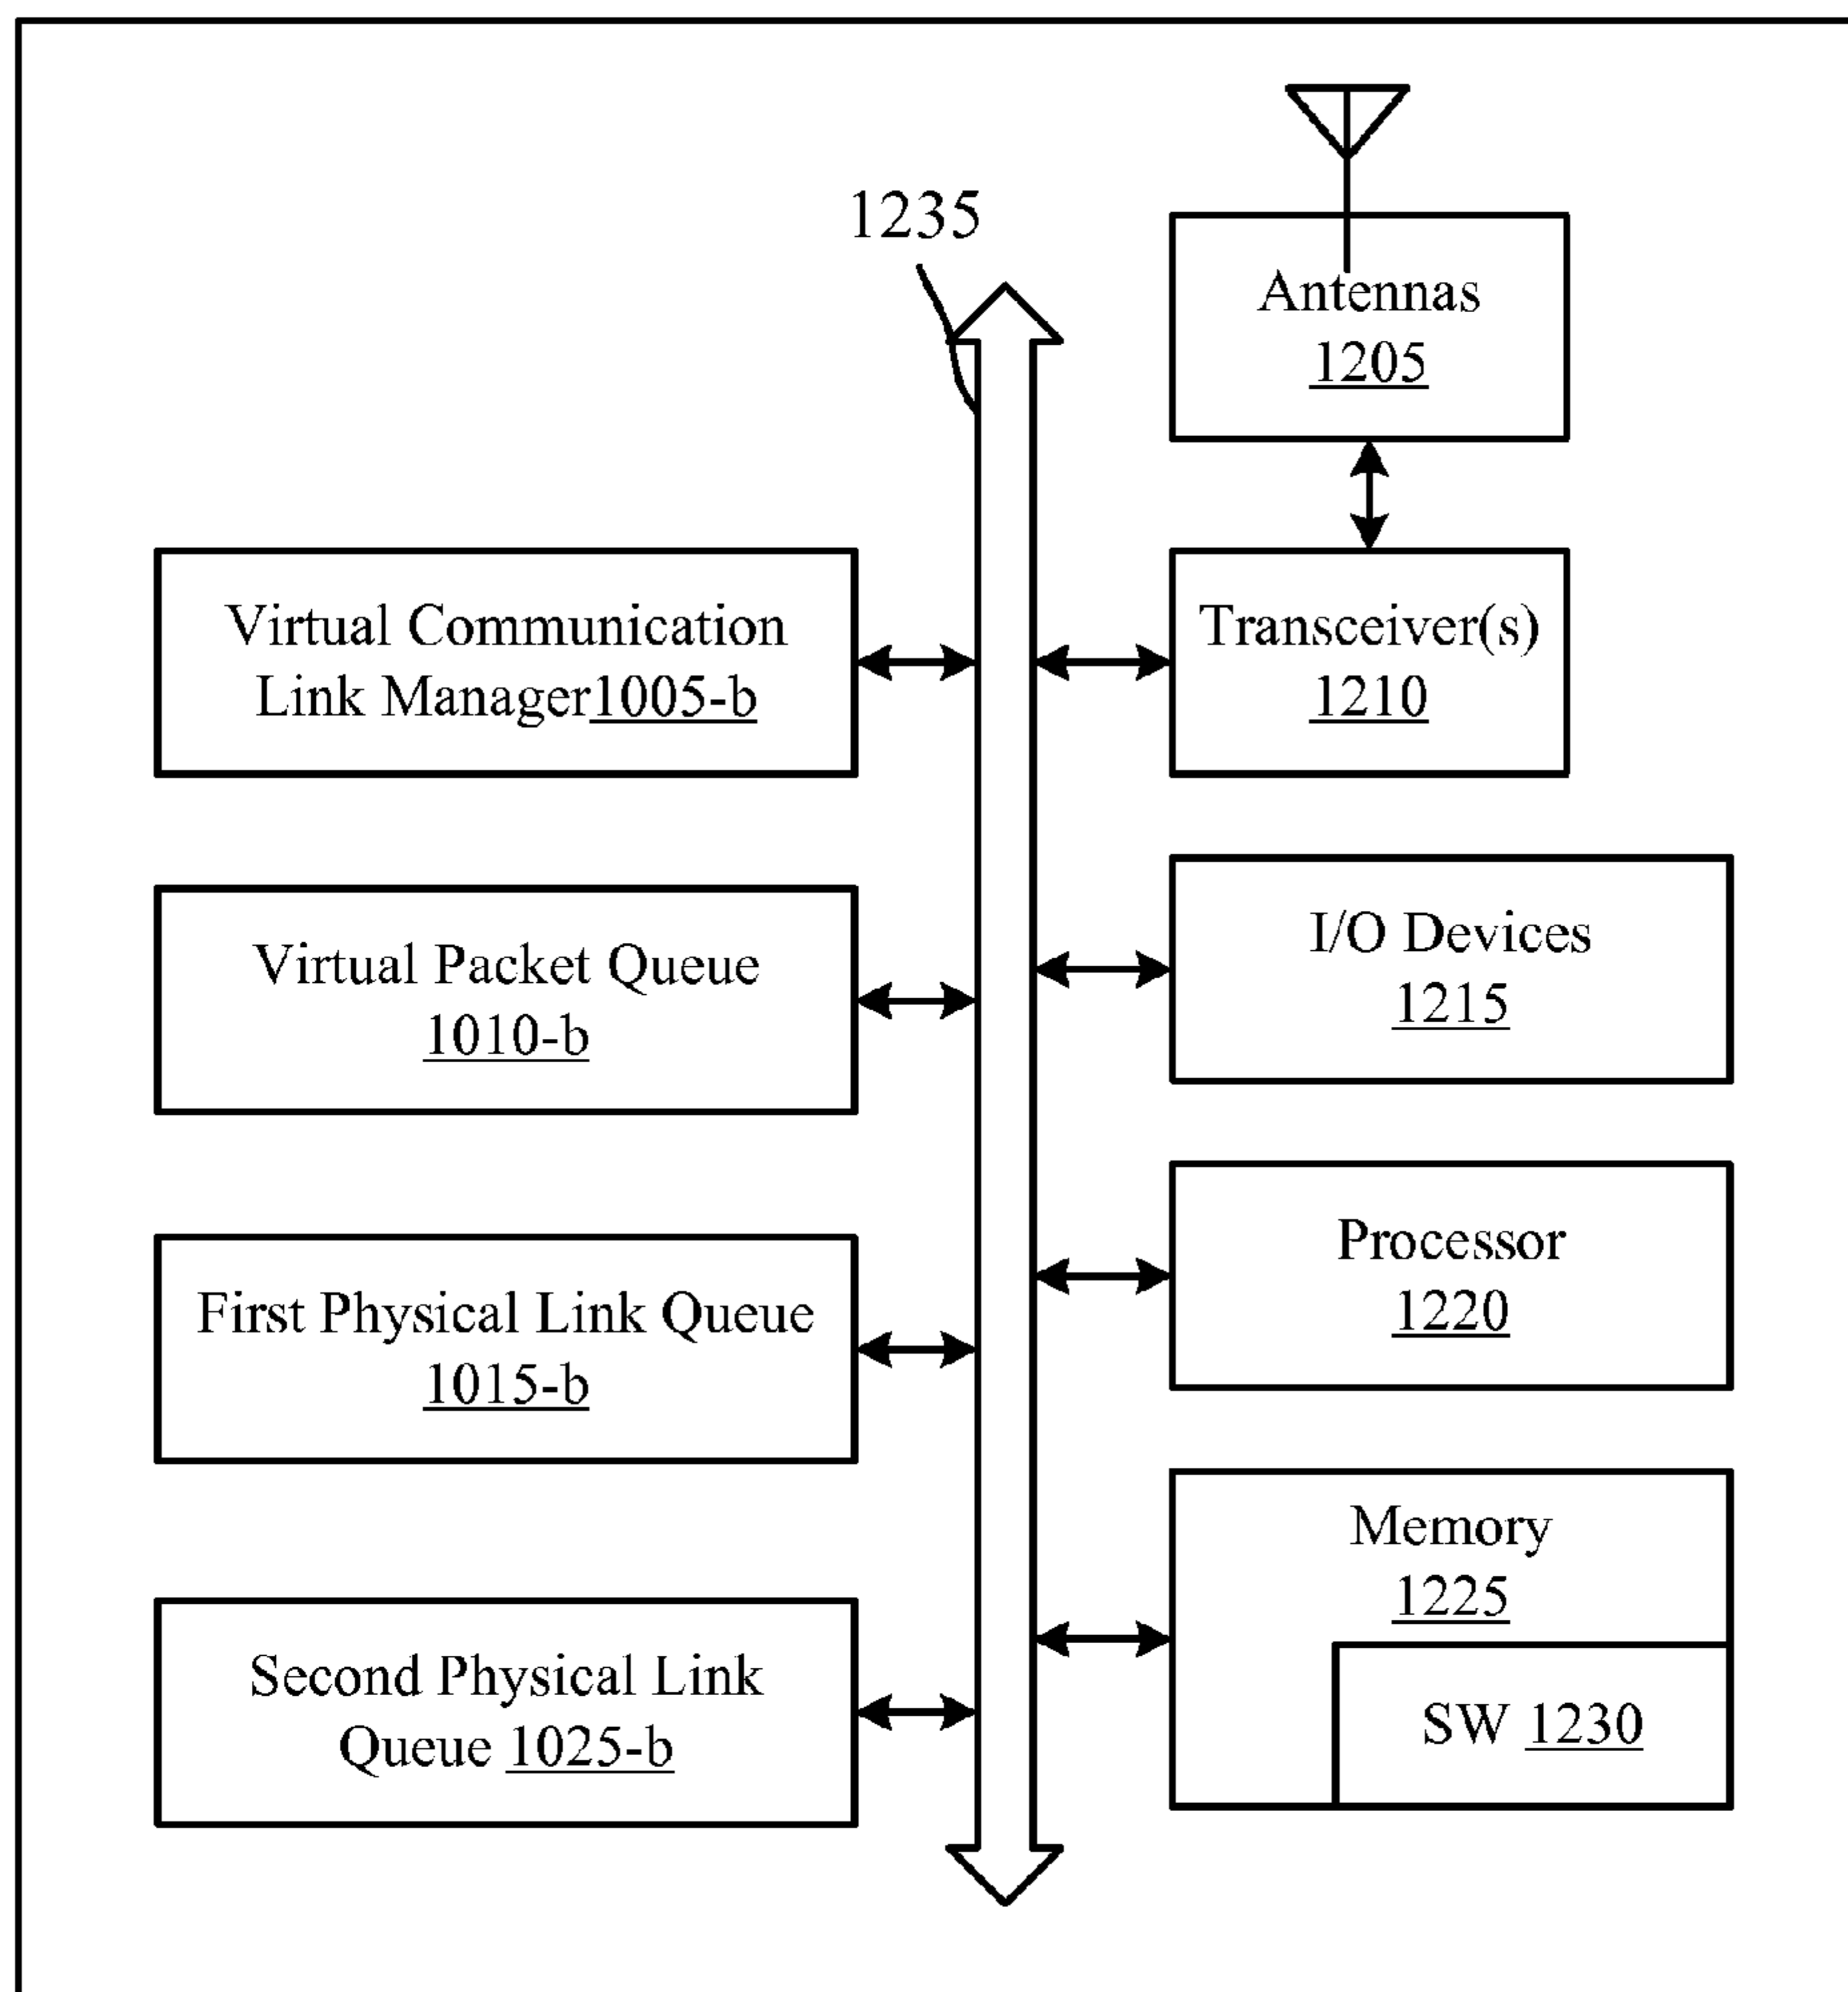 1235
Antennas
1205
Virtual Communication
Link Manager1005-b
Transceiver(s)
1210
Virtual Packet Queue
1010-b
I/O Devices
1215
First Physical Link Queue
1015-b
Processor
1220
Second Physical Link
Queue 1025-b
Memory
1225
SW 1230